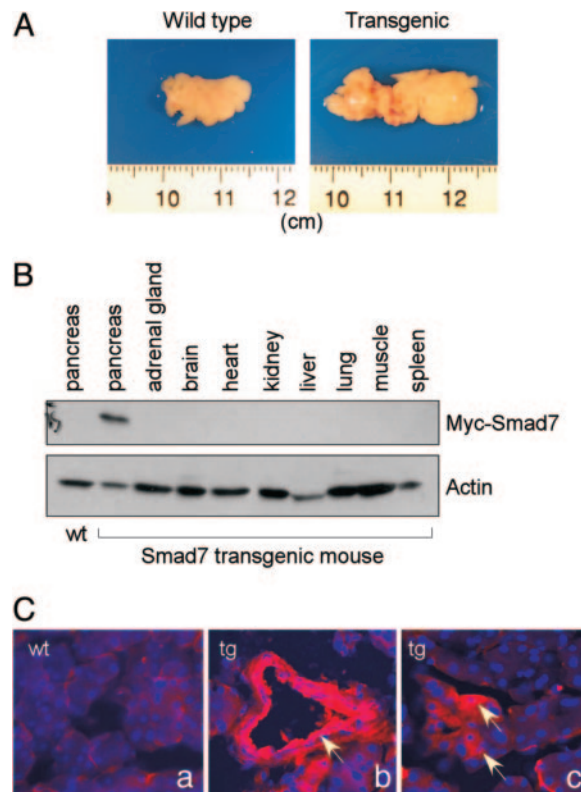 A
Wild type Transgenic
9 10 11 12 10 11 12
(cm)
B
pancreas pancreas adrenal gland brain heart kidney liver lung muscle spleen
Myc-Smad7
Actin
wt
Smad7 transgenic mouse
C
wt tg tg
a b c